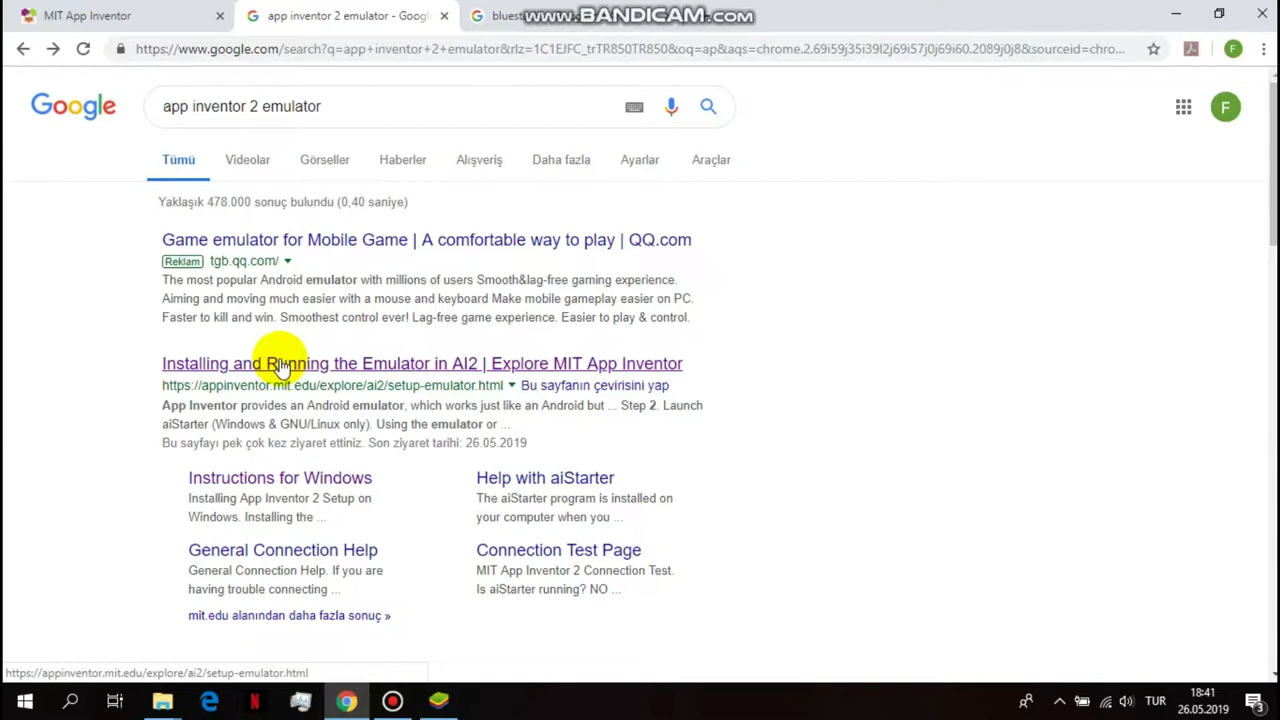 MIT App Inventor
app inventor 2 emulator - Goog
bluest
www.BANDICAM.com
https://www.google.com/search?q=app+inventor+2+emulator&rlz=1C1EJFC_trTR850TR850&oq=ap&aqs=chrome.2.69i59j35i39l2j69i57j0j69i60.2089j0j8&sourceid=chro...
F
Google
app inventor 2 emulator
F
Tümü
Videolar
Görseller
Haberler
Alışveriş
Daha fazla
Ayarlar
Araçlar
Yaklaşık 478.000 sonuç bulundu (0,40 saniye)
Game emulator for Mobile Game | A comfortable way to play | QQ.com
Reklam tgb.qq.com/
The most popular Android emulator with millions of users Smooth&lag-free gaming experience.
Aiming and moving much easier with a mouse and keyboard Make mobile gameplay easier on PC.
Faster to kill and win. Smoothest control ever! Lag-free game experience. Easier to play & control.
Installing and Running the Emulator in AI2 | Explore MIT App Inventor
https://appinventor.mit.edu/explore/ai2/setup-emulator.html Bu sayfanın çevirisini yap
App Inventor provides an Android emulator, which works just like an Android but ... Step 2. Launch
aiStarter (Windows & GNU/Linux only). Using the emulator or ...
Bu sayfayı pek çok kez ziyaret ettiniz. Son ziyaret tarihi: 26.05.2019
Instructions for Windows
Installing App Inventor 2 Setup on
Windows. Installing the ...
Help with aiStarter
The aiStarter program is installed on
your computer when you ...
General Connection Help
General Connection Help. If you are
having trouble connecting ...
Connection Test Page
MIT App Inventor 2 Connection Test.
Is aiStarter running? NO ...
mit.edu alanından daha fazla sonuç »
https://appinventor.mit.edu/explore/ai2/setup-emulator.html
TUR
18:41
26.05.2019
3